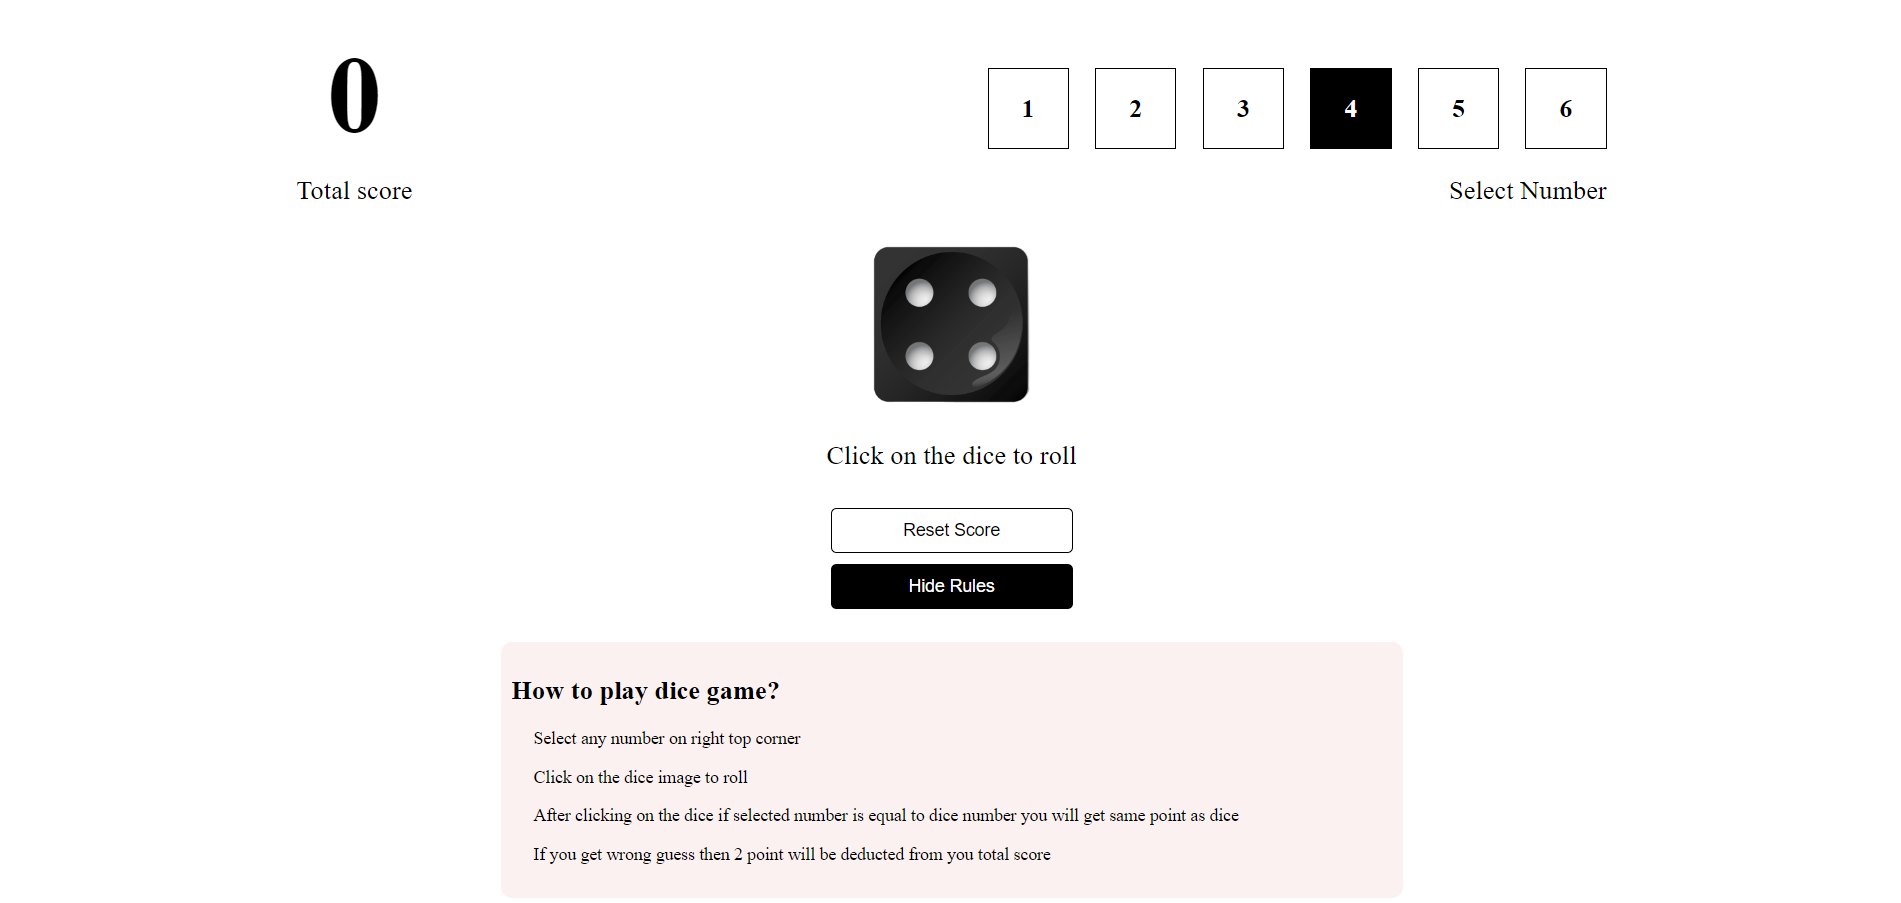 0
1 2 3 4 5 6
Total score
Select Number
Click on the dice to roll
Reset Score
Hide Rules
How to play dice game?
Select any number on right top corner
Click on the dice image to roll
After clicking on the dice if selected number is equal to dice number you will get same point as dice
If you get wrong guess then 2 point will be deducted from you total score